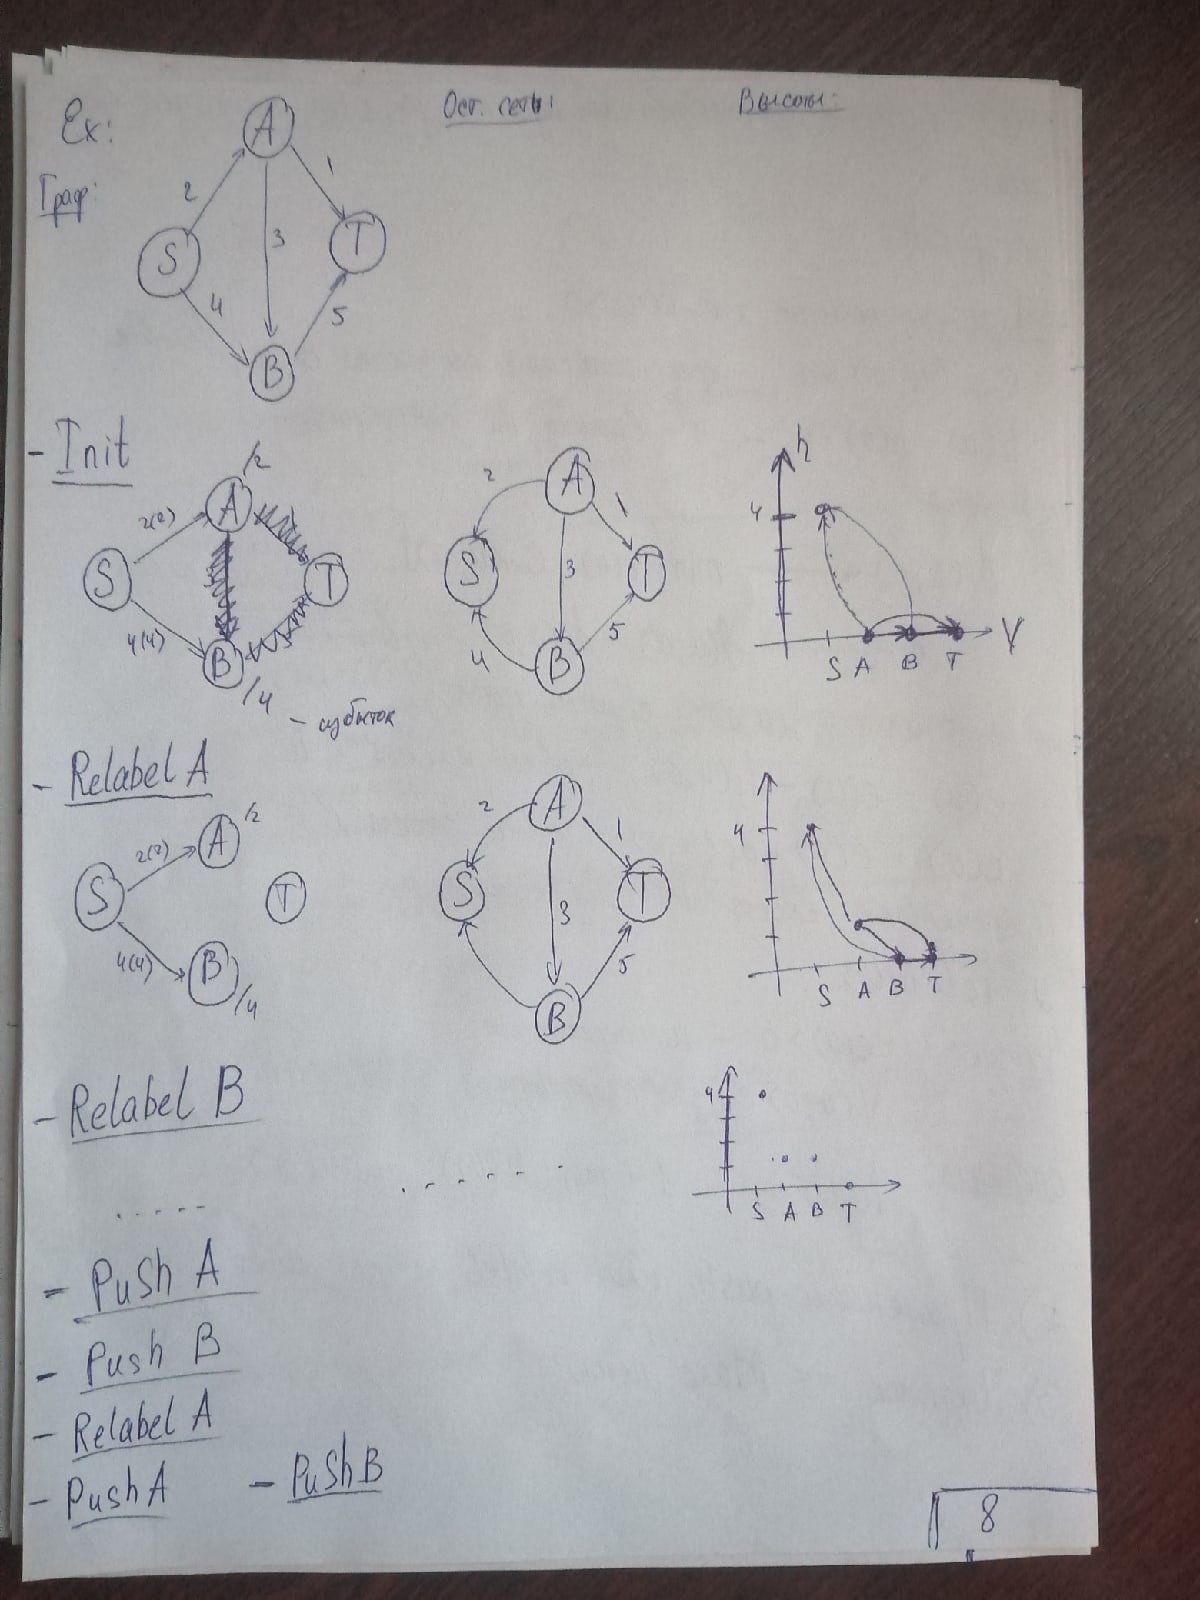 Ex:
Ост. сеть:
Высоты:
Граф:
A
2
1
3
S
T
4
5
B
- Init
/2
2(2)
A
S
T
4(4)
B
/4
- избыток
2
A
1
S
3
T
4
5
B
h
4
V
S A B T
- Relabel A
2(2)
A
/2
S
T
4(4)
B
/4
2
A
1
S
T
3
5
B
4
S A B T
- Relabel B
4
S A B T
- Push A
- Push B
- Relabel A
- Push A - Push B
8